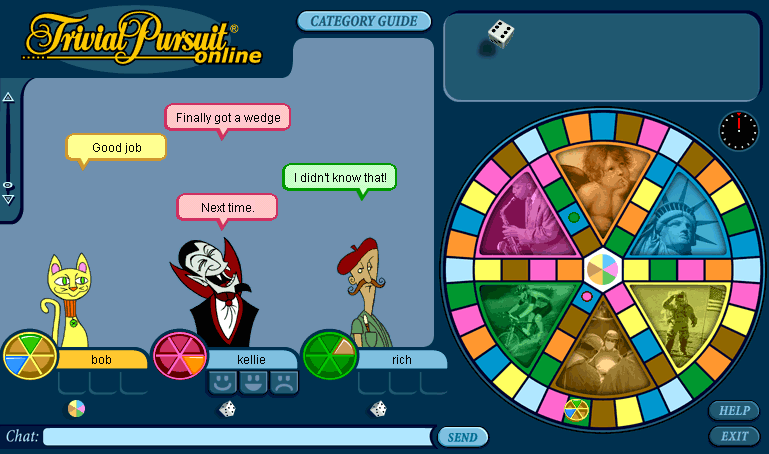 Trivial Pursuit®
online
CATEGORY GUIDE
Finally got a wedge
Good job
I didn't know that!
Next time.
bob
kellie
rich
Chat:
SEND
HELP
EXIT